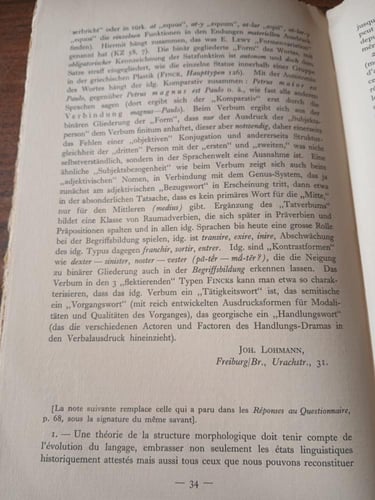 werbricht" oder in türk. at „equus", at-y „equum", at-lar „equi", at-lar-y
„equos" die einzelnen Funktionen in den Endungen materiellen Ausdruck
finden). Hiermit hängt zusammen, das was E. LEWY „Formenvariation"
genannt hat (KZ 58, 7). Die binär gegliederte „Form" des Wortes, mit
obligatorischer Kennzeichnung der Satzfunktion ist autonom und doch dem
Satze straff eingegliedert, wie die einzelne Statue innerhalb einer Gruppe
in der griechischen Plastik (FINCK, Haupttypen 126). Mit der Autonomie
des Wortes hängt der idg. Komparativ zusammen: Petrus maior est
Paulo, gegenüber Petrus magnus est Paulo o. ä., wie fast alle anderen
Sprachen sagen (dort ergibt sich der „Komparativ" erst durch die
Verbindung magnus-Paulo). Beim Verbum ergibt sich aus der
binären Gliederung der „Form", dass nur der Ausdruck der „Subjekts-
person" dem Verbum finitum anhaftet, dieser aber notwendig, daher einerseits
das Fehlen einer „objektiven" Konjugation und andererseits Struktur-
gleichheit der „dritten" Person mit der „ersten" und „zweiten," was nicht
selbstverständlich, sondern in der Sprachenwelt eine Ausnahme ist. Eine
ähnliche „Subjektsbezogenheit" wie beim Verbum zeigt sich auch beim
„adjektivischen" Nomen, in Verbindung mit dem Genus-System, das ja
zunächst am adjektivischen „Bezugswort" in Erscheinung tritt, dann etwa
in der absonderlichen Tatsache, dass es kein primäres Wort für die „Mitte,"
nur für den Mittleren (medius) gibt. Ergänzung des „Tatverbums"
bildet eine Klasse von Raumadverbien, die sich später in Präverbien und
Präpositionen spalten und in allen idg. Sprachen bis heute eine grosse Rolle
bei der Begriffsbildung spielen, im idg. ist transire, exire, inire, Abschwächung
des idg. Typus dagegen franchir, sortir, entrer. Idg. sind „Kontrastformen"
wie dexter — sinister, noster — vester (pā-tēr > mā-tēr?), die die Neigung
zu binärer Gliederung auch in der Begriffsbildung erkennen lassen. Das
Verbum in den 3 „flektierenden" Typen FINCKS kann man etwa so charak-
terisieren, dass das idg. Verbum ein „Tätigkeitswort" ist, das semitische
ein „Vorgangswort" (mit reich entwickelten Ausdrucksformen für Modali-
täten und Qualitäten des Vorganges), das georgische ein „Handlungswort"
(das die verschiedenen Actoren und Factoren des Handlungs-Dramas in
den Verbalausdruck hineinzieht).
JOH. LOHMANN,
Freiburg/Br., Urachstr., 31.
[La note suivante remplace celle qui a paru dans les Réponses au Questionnaire,
p. 68, sous la signature du même savant].
1. — Une théorie de la structure morphologique doit tenir compte de
l'évolution du langage, embrasser non seulement les états linguistiques
historiquement attestés mais aussi tous ceux que nous pouvons reconstituer
— 34 —